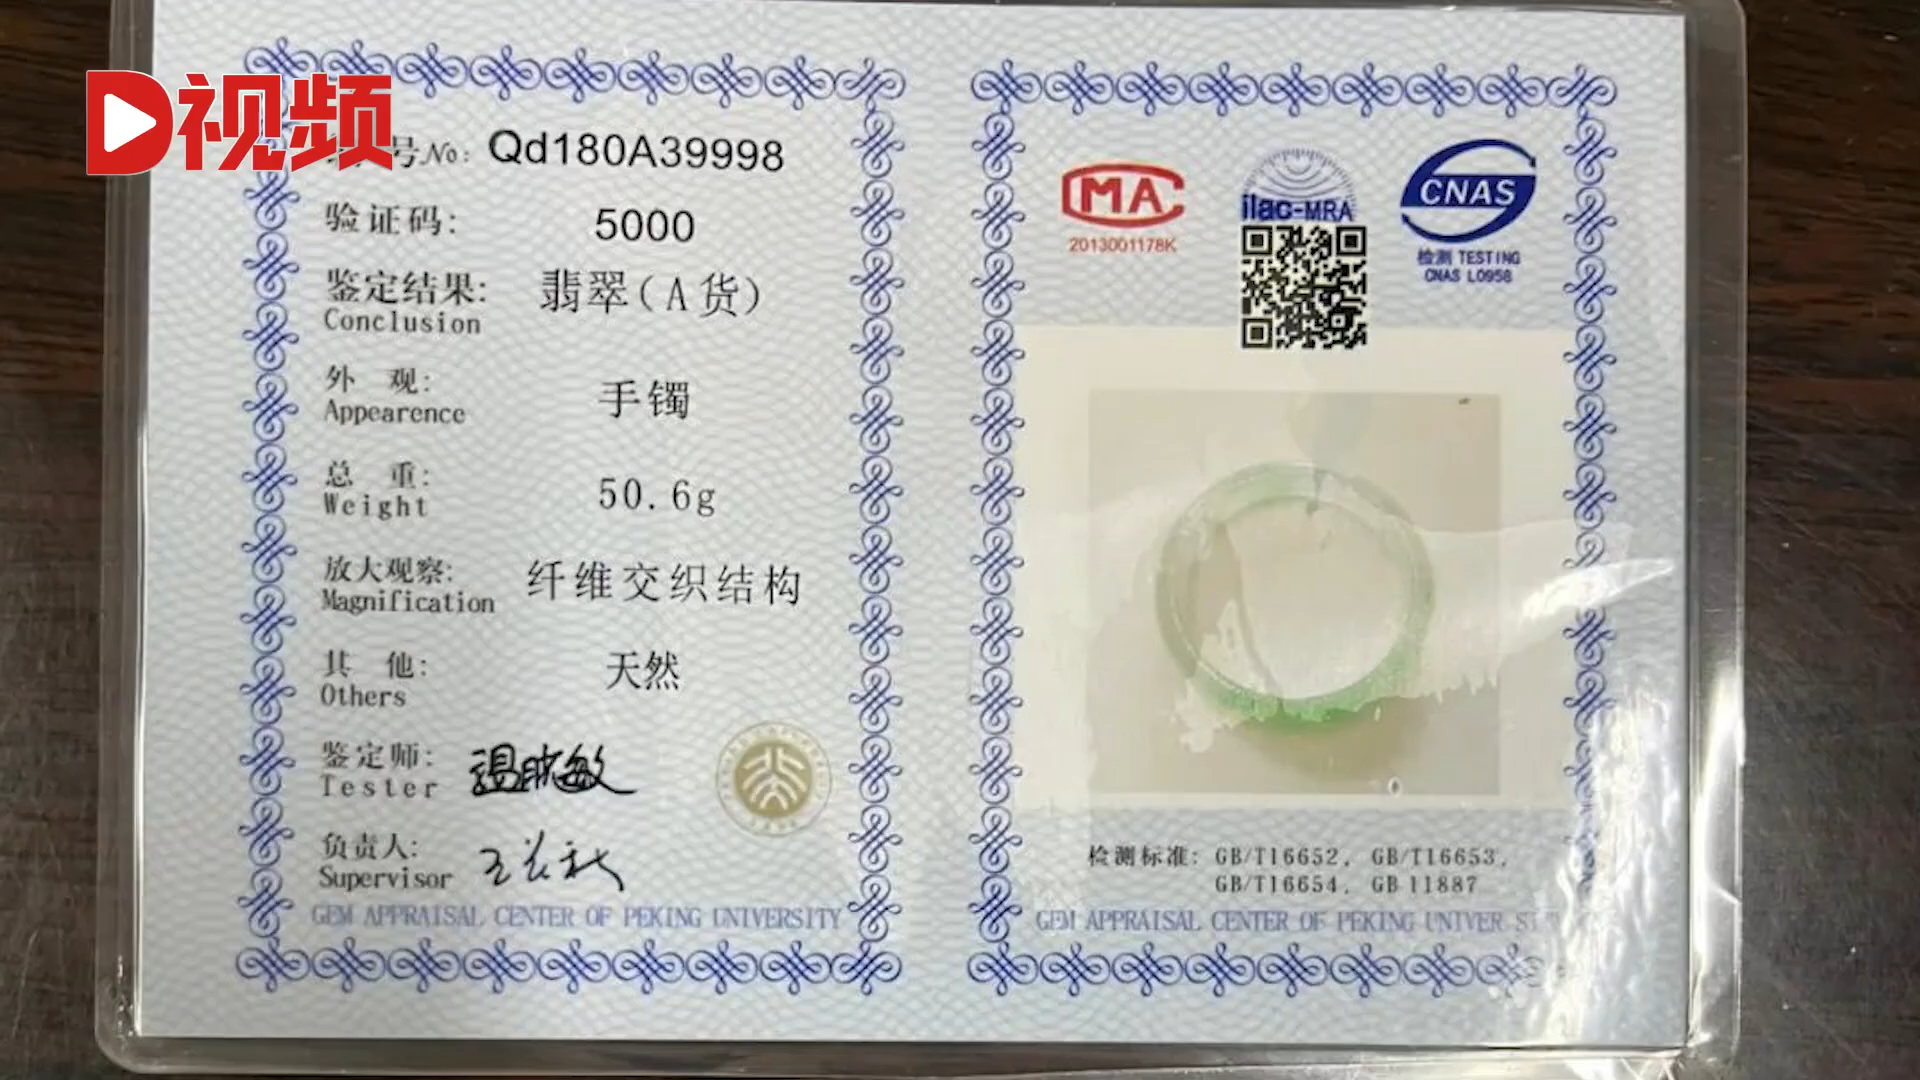 视频
号No: Qd180A39998
验证码: 5000
鉴定结果: 翡翠(A货)
Conclusion
外 观: 手镯
Appearence
总 重: 50.6g
Weight
放大观察: 纤维交织结构
Magnification
其 他: 天然
Others
鉴定师:
Tester
负责人:
Supervisor
GEM APPRAISAL CENTER OF PEKING UNIVERSITY
MA
2013001178K
ilac-MRA
CNAS
检测 TESTING
CNAS L0958
检测标准: GB/T16652, GB/T16653,
GB/T16654, GB 11887
GEM APPRAISAL CENTER OF PEKING UNIVER S